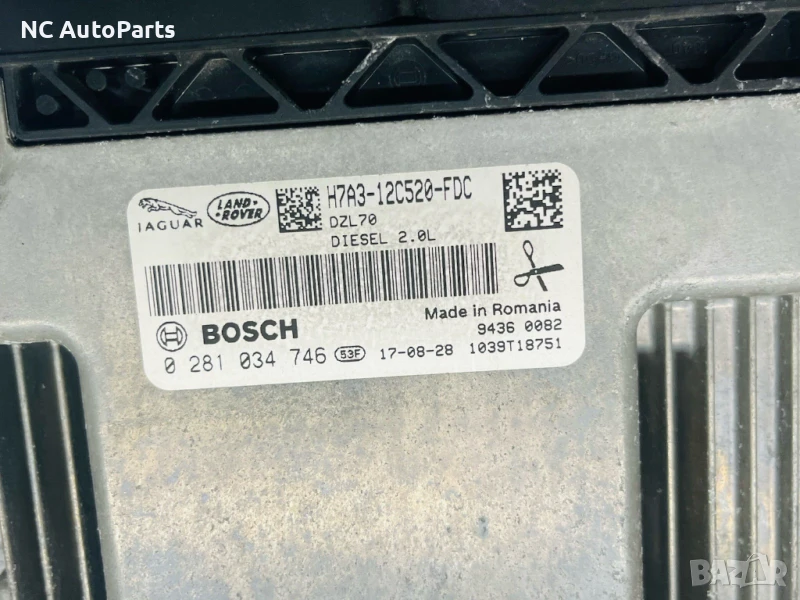 NC AutoParts
JAGUAR
LAND-
ROVER
H7A3-12C520-FDC
DZL70
DIESEL 2.0L
Made in Romania
BOSCH
9436 0082
0 281 034 746 53F 17-08-28 1039T18751
BAZAR